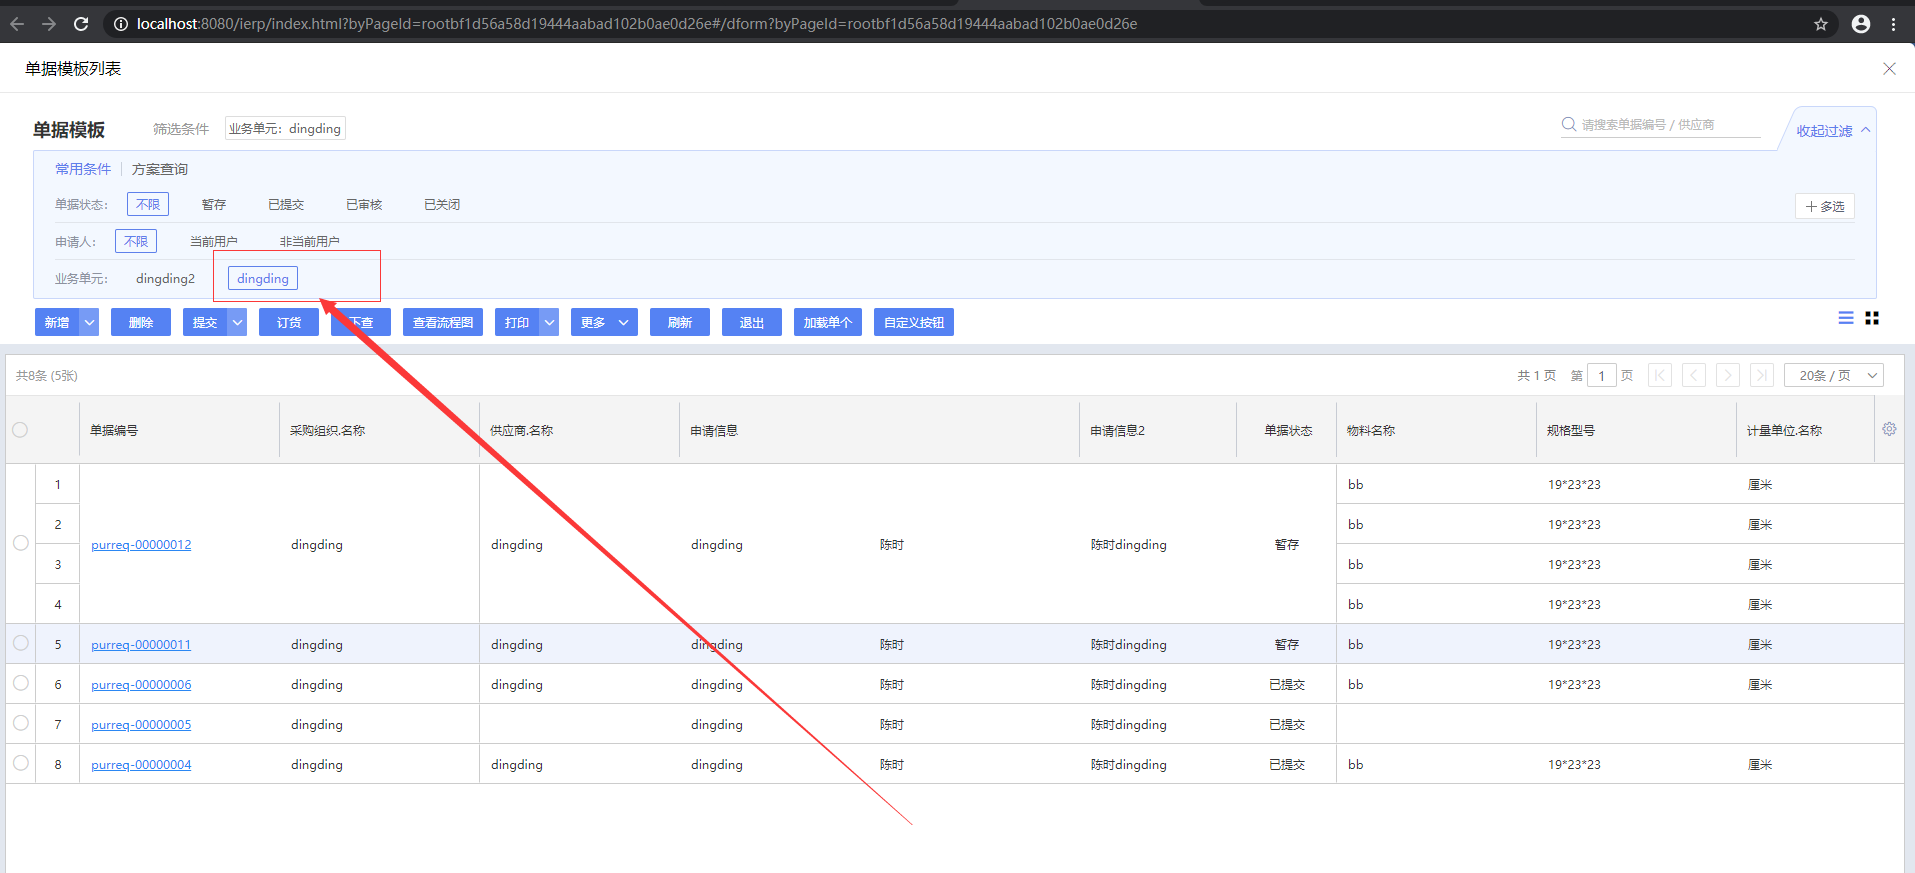 localhost:8080/ierp/index.html?byPageId=rootbf1d56a58d19444aabad102b0ae0d26e#/dform?byPageId=rootbf1d56a58d19444aabad102b0ae0d26e
单据模板列表
单据模板 筛选条件 业务单元: dingding 请搜索单据编号 / 供应商 收起过滤
常用条件 方案查询
单据状态: 不限 暂存 已提交 已审核 已关闭 多选
申请人: 不限 当前用户 非当前用户
业务单元: dingding2 dingding
新增 删除 提交 订货 下查 查看流程图 打印 更多 刷新 退出 加载单个 自定义按钮
共8条 (5张) 共 1 页 第 1 页 20条 / 页
单据编号 采购组织.名称 供应商.名称 申请信息 申请信息2 单据状态 物料名称 规格型号 计量单位.名称
1 bb 19*23*23 厘米
2 bb 19*23*23 厘米
purreq-00000012 dingding dingding dingding 陈时 陈时dingding 暂存
3 bb 19*23*23 厘米
4 bb 19*23*23 厘米
5 purreq-00000011 dingding dingding dingding 陈时 陈时dingding 暂存 bb 19*23*23 厘米
6 purreq-00000006 dingding dingding dingding 陈时 陈时dingding 已提交 bb 19*23*23 厘米
7 purreq-00000005 dingding dingding 陈时 陈时dingding 已提交
8 purreq-00000004 dingding dingding dingding 陈时 陈时dingding 已提交 bb 19*23*23 厘米